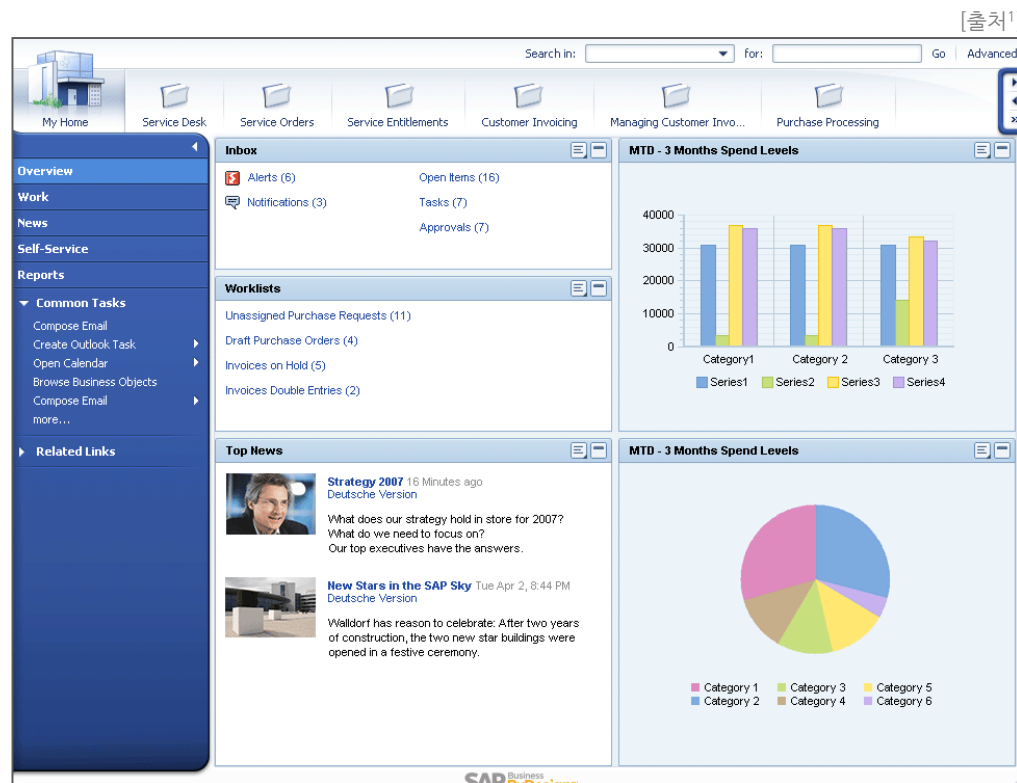 [출처1
Search in: for: Go Advanced
My Home Service Desk Service Orders Service Entitlements Customer Invoicing Managing Customer Invo... Purchase Processing
Overview
Work
News
Self-Service
Reports
Common Tasks
Compose Email
Create Outlook Task
Open Calendar
Browse Business Objects
Compose Email
more...
Related Links
Inbox
Alerts (6) Open Items (16)
Notifications (3) Tasks (7)
Approvals (7)
Worklists
Unassigned Purchase Requests (11)
Draft Purchase Orders (4)
Invoices on Hold (5)
Invoices Double Entries (2)
Top News
Strategy 2007 16 Minutes ago
Deutsche Version
What does our strategy hold in store for 2007?
What do we need to focus on?
Our top executives have the answers.
New Stars in the SAP Sky Tue Apr 2, 8:44 PM
Deutsche Version
Walldorf has reason to celebrate: After two years
of construction, the two new star buildings were
opened in a festive ceremony.
MTD - 3 Months Spend Levels
40000
30000
20000
10000
0
Category1 Category 2 Category 3
Series1 Series2 Series3 Series4
MTD - 3 Months Spend Levels
Category 1 Category 3 Category 5
Category 2 Category 4 Category 6
SAP Business